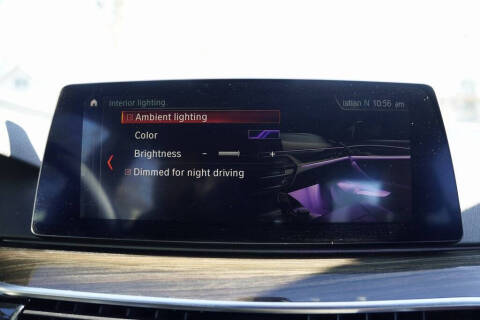 Interior lighting
10:56 am
Ambient lighting
Color
Brightness - +
Dimmed for night driving